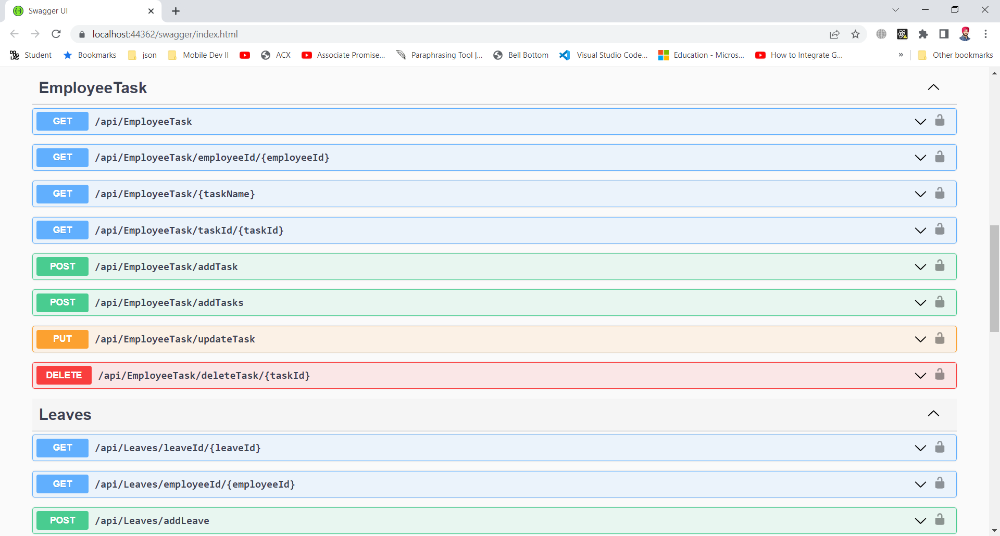 Swagger UI
localhost:44362/swagger/index.html
Student Bookmarks json Mobile Dev II ACX Associate Promise... Paraphrasing Tool |... Bell Bottom Visual Studio Code... Education - Micros... How to Integrate G... » Other bookmarks
EmployeeTask
GET /api/EmployeeTask
GET /api/EmployeeTask/employeeId/{employeeId}
GET /api/EmployeeTask/{taskName}
GET /api/EmployeeTask/taskId/{taskId}
POST /api/EmployeeTask/addTask
POST /api/EmployeeTask/addTasks
PUT /api/EmployeeTask/updateTask
DELETE /api/EmployeeTask/deleteTask/{taskId}
Leaves
GET /api/Leaves/leaveId/{leaveId}
GET /api/Leaves/employeeId/{employeeId}
POST /api/Leaves/addLeave